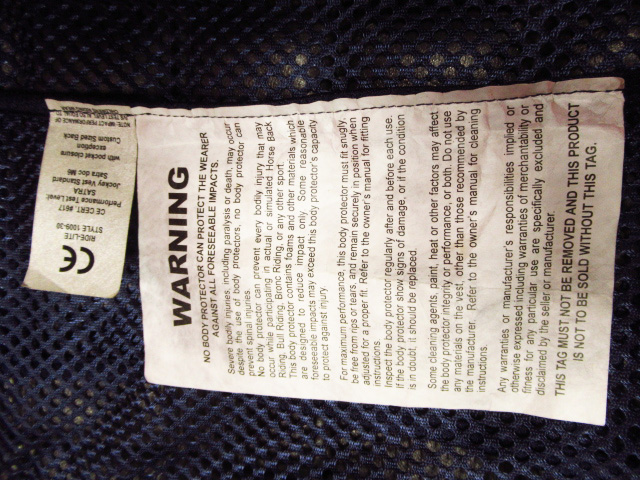 WARNING
NO BODY PROTECTOR CAN PROTECT THE WEARER
AGAINST ALL FORESEEABLE IMPACTS.
Severe bodily injuries, including paralysis or death, may occur
despite the use of body protectors, no body protector can
prevent spinal injuries.
No body protector can prevent every bodily injury that may
occur while participating in actual or simulated Horse Back
Riding, Bull Riding, Bronc Riding, or any other sport.
This body protector contains foams and other materials which
are designed to reduce impact only. Some reasonable
foreseeable impacts may exceed this body protector's capacity
to protect against injury.
For maximum performance, this body protector must fit snugly,
be free from rips or tears, and remain securely in position when
adjusted for a proper fit. Refer to the owner's manual for fitting
instructions.
Inspect the body protector regularly after and before each use.
If the body protector show signs of damage, or if the condition
is in doubt, it should be replaced.
Some cleaning agents, paint, heat or other factors may affect
the body protector integrity or performance, or both. Do not use
any materials on the vest, other than those recommended by
the manufacturer. Refer to the owner's manual for cleaning
instructions.
Any warranties or manufacturer's responsibilities implied or
otherwise expressed including warranties of merchantability or
fitness for any particular use are specifically excluded and
disclaimed by the seller or manufacturer.
THIS TAG MUST NOT BE REMOVED AND THIS PRODUCT
IS NOT TO BE SOLD WITHOUT THIS TAG.
CE
RIDE-LITE
STYLE 1009-30
CE CERT. 9617
Performance Test Level
SATRA
Jockey Vest Standard
Satra doc M6
with pocket closure
exception
Custom Sized Back